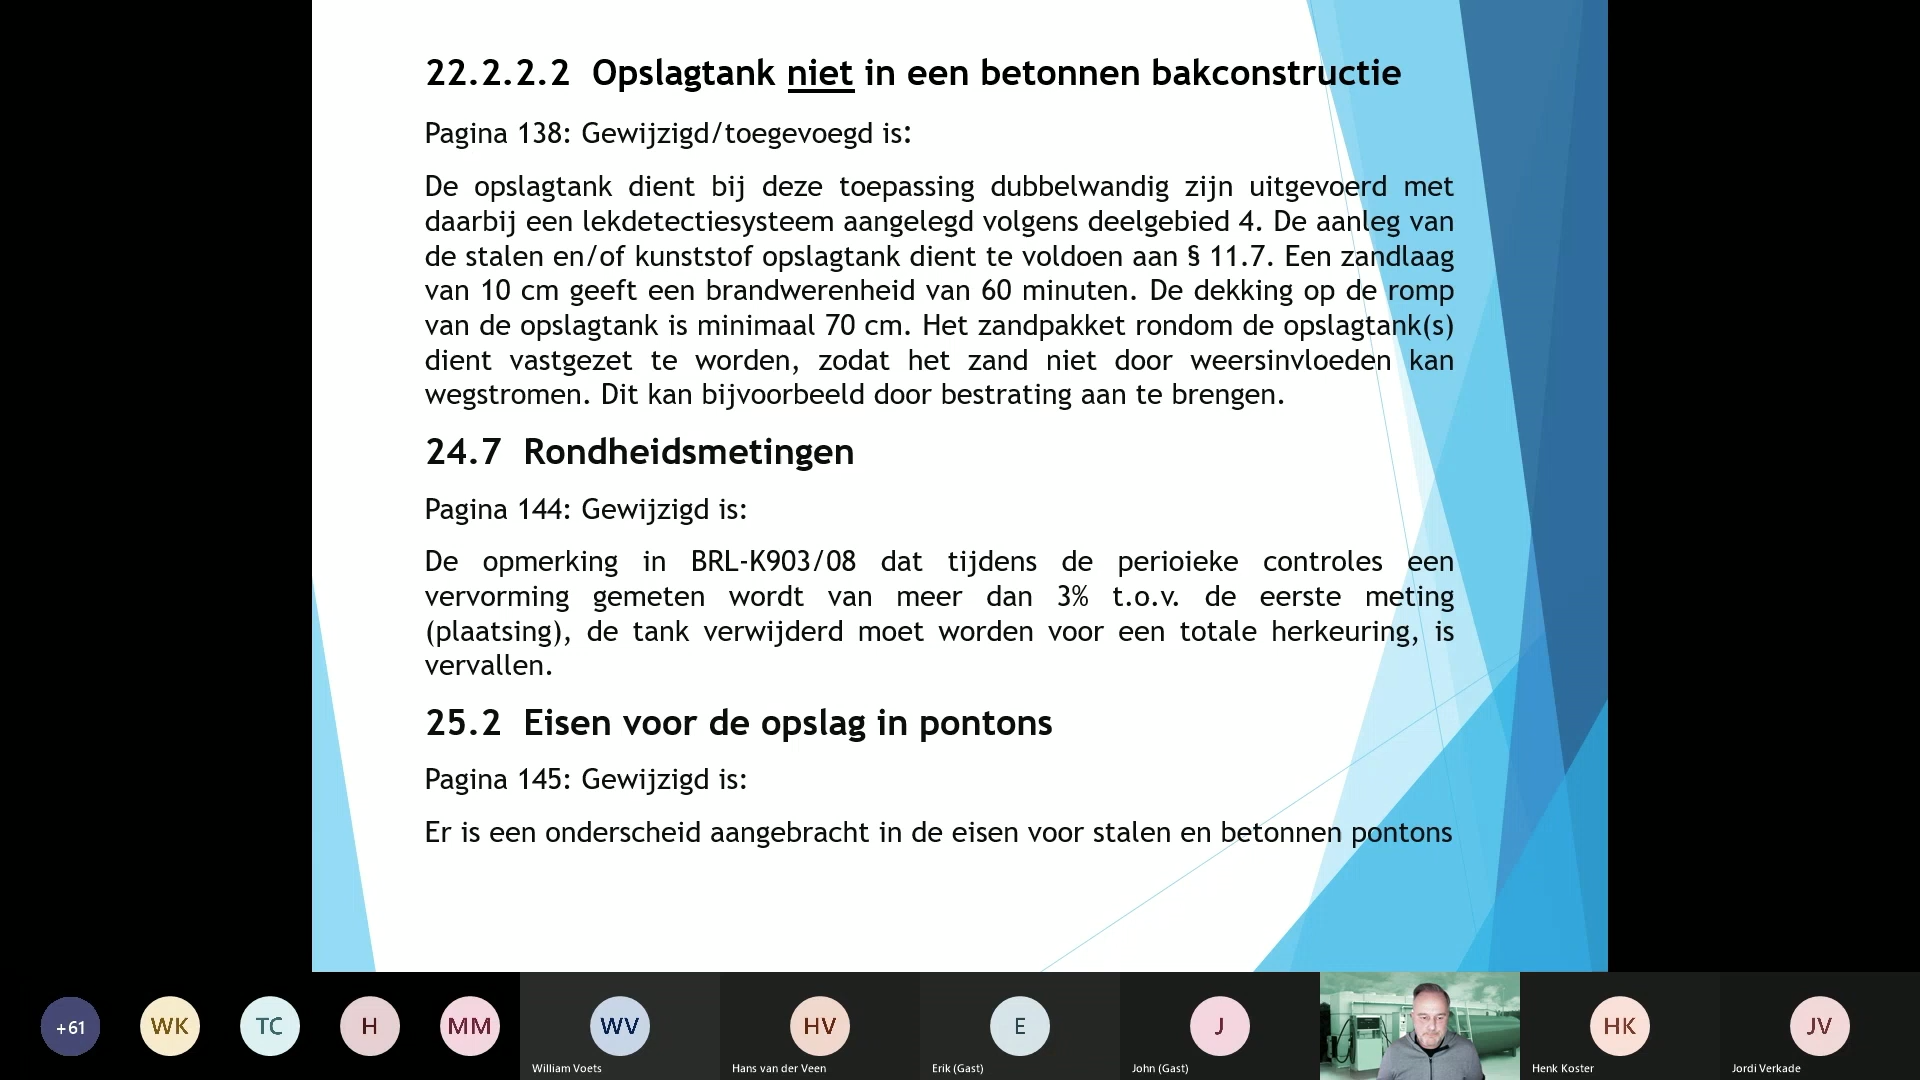 22.2.2.2 Opslagtank niet in een betonnen bakconstructie
Pagina 138: Gewijzigd/toegevoegd is:
De opslagtank dient bij deze toepassing dubbelwandig zijn uitgevoerd met
daarbij een lekdetectiesysteem aangelegd volgens deelgebied 4. De aanleg van
de stalen en/of kunststof opslagtank dient te voldoen aan § 11.7. Een zandlaag
van 10 cm geeft een brandwerenheid van 60 minuten. De dekking op de romp
van de opslagtank is minimaal 70 cm. Het zandpakket rondom de opslagtank(s)
dient vastgezet te worden, zodat het zand niet door weersinvloeden kan
wegstromen. Dit kan bijvoorbeeld door bestrating aan te brengen.
24.7 Rondheidsmetingen
Pagina 144: Gewijzigd is:
De opmerking in BRL-K903/08 dat tijdens de perioieke controles een
vervorming gemeten wordt van meer dan 3% t.o.v. de eerste meting
(plaatsing), de tank verwijderd moet worden voor een totale herkeuring, is
vervallen.
25.2 Eisen voor de opslag in pontons
Pagina 145: Gewijzigd is:
Er is een onderscheid aangebracht in de eisen voor stalen en betonnen pontons
+61 WK TC H MM WV HV E J HK JV
William Voets Hans van der Veen Erik (Gast) John (Gast) Henk Koster Jordi Verkade